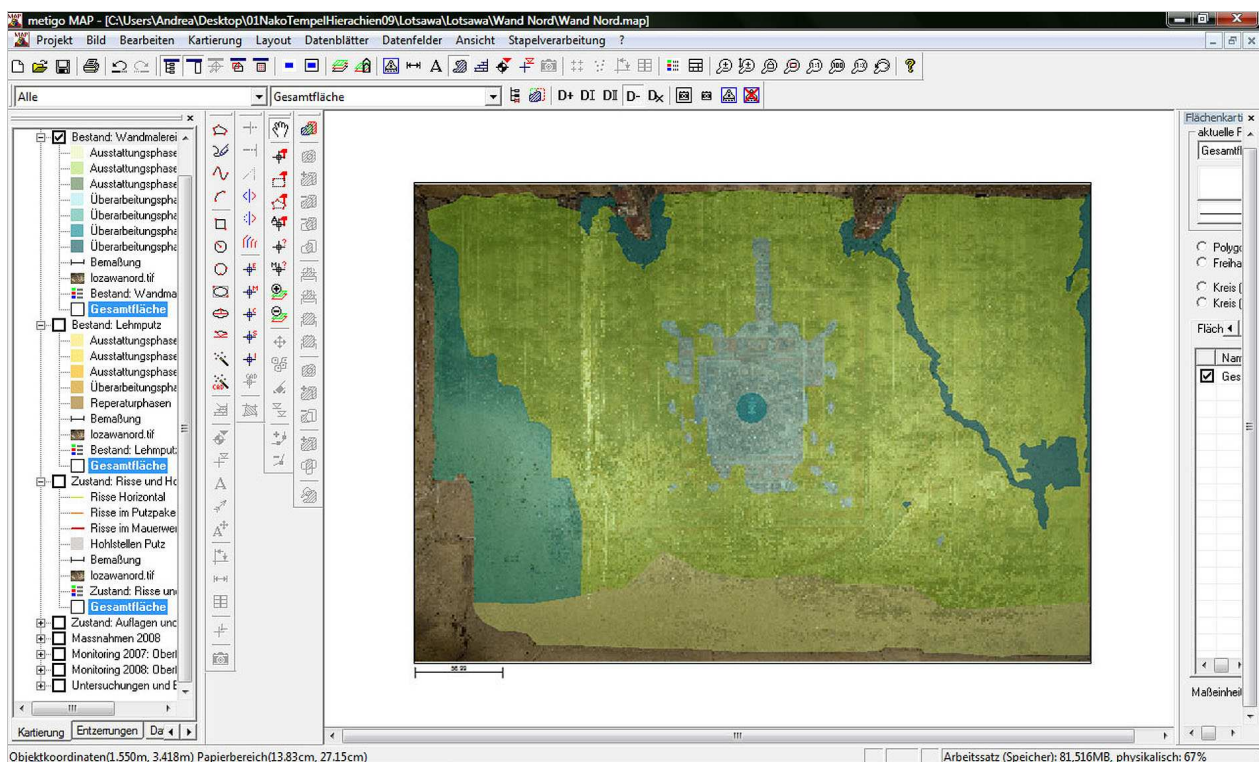 metigo MAP - [C:\Users\Andrea\Desktop\01NakoTempelHierachien09\Lotsawa\Lotsawa\Wand Nord\Wand Nord.map]
Projekt Bild Bearbeiten Kartierung Layout Datenblätter Datenfelder Ansicht Stapelverarbeitung ?
Alle Gesamtfläche D+ DI DII D- Dx
Bestand: Wandmalerei
Ausstattungsphase
Ausstattungsphase
Ausstattungsphase
Überarbeitungspha
Überarbeitungspha
Überarbeitungspha
Überarbeitungspha
Bemaßung
lozawanord.tif
Bestand: Wandma
Gesamtfläche
Bestand: Lehmputz
Ausstattungsphase
Ausstattungsphase
Ausstattungsphase
Überarbeitungspha
Reperaturphasen
Bemaßung
lozawanord.tif
Bestand: Lehmput
Gesamtfläche
Zustand: Risse und Ho
Risse Horizontal
Risse im Putzpake
Risse im Mauerwer
Hohlstellen Putz
Bemaßung
lozawanord.tif
Zustand: Risse un
Gesamtfläche
Zustand: Auflagen und
Massnahmen 2008
Monitoring 2007: Oberl
Monitoring 2008: Oberl
Untersuchungen und E
Kartierung Entzerrungen Da
Flächenkarti
aktuelle F
Gesamtfl
Polygo
Freiha
Kreis (
Kreis (
Fläch
Nam
Ges
Maßeinheit
Objektkoordinaten(1.550m, 3.418m) Papierbereich(13.83cm, 27.15cm)
Arbeitssatz (Speicher): 81,516MB, physikalisch: 67%